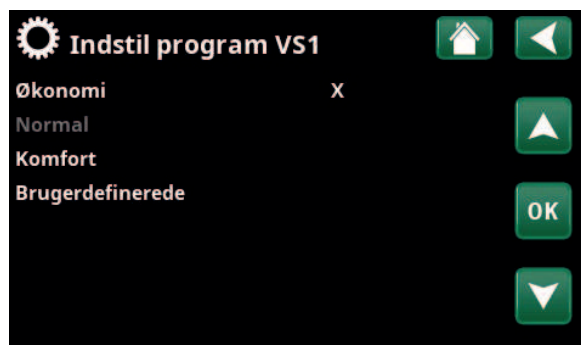 Indstil program VS1
Økonomi X
Normal
Komfort
Brugerdefinerede
OK